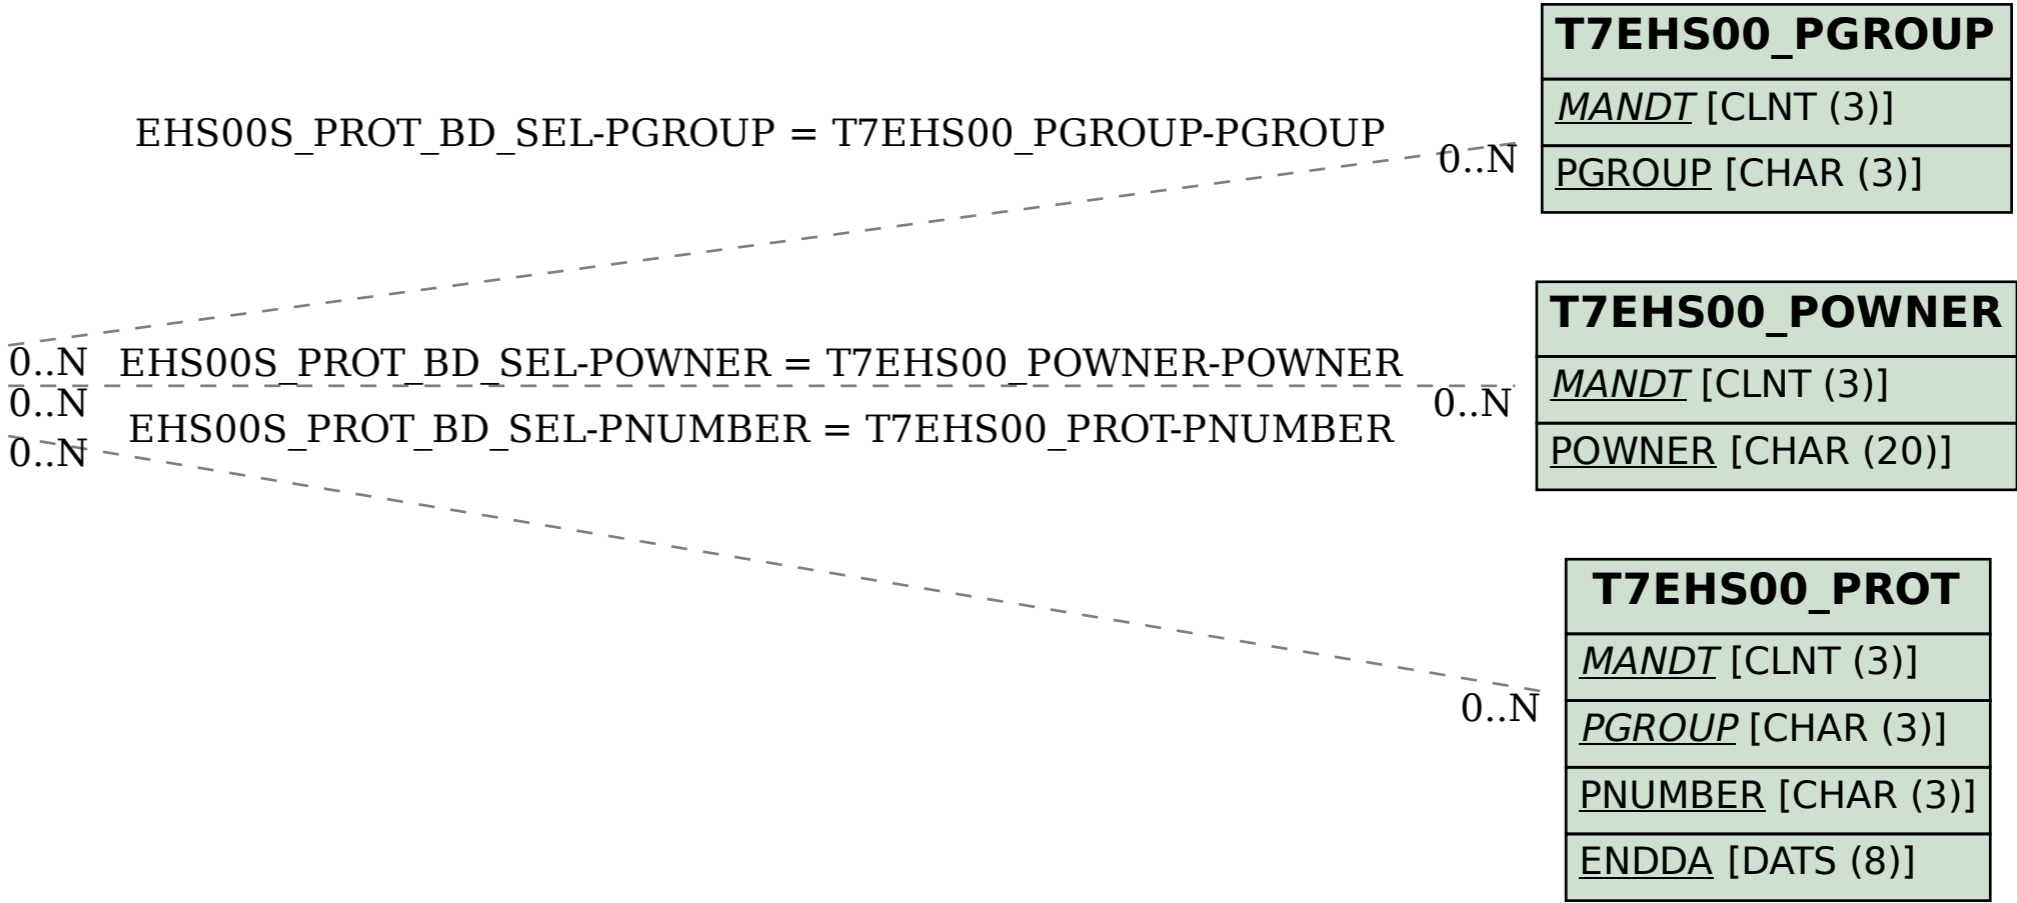 T7EHS00_PGROUP
MANDT [CLNT (3)]
PGROUP [CHAR (3)]
EHS00S_PROT_BD_SEL-PGROUP = T7EHS00_PGROUP-PGROUP
0..N
0..N
EHS00S_PROT_BD_SEL-POWNER = T7EHS00_POWNER-POWNER
0..N
0..N
T7EHS00_POWNER
MANDT [CLNT (3)]
POWNER [CHAR (20)]
EHS00S_PROT_BD_SEL-PNUMBER = T7EHS00_PROT-PNUMBER
0..N
0..N
T7EHS00_PROT
MANDT [CLNT (3)]
PGROUP [CHAR (3)]
PNUMBER [CHAR (3)]
ENDDA [DATS (8)]